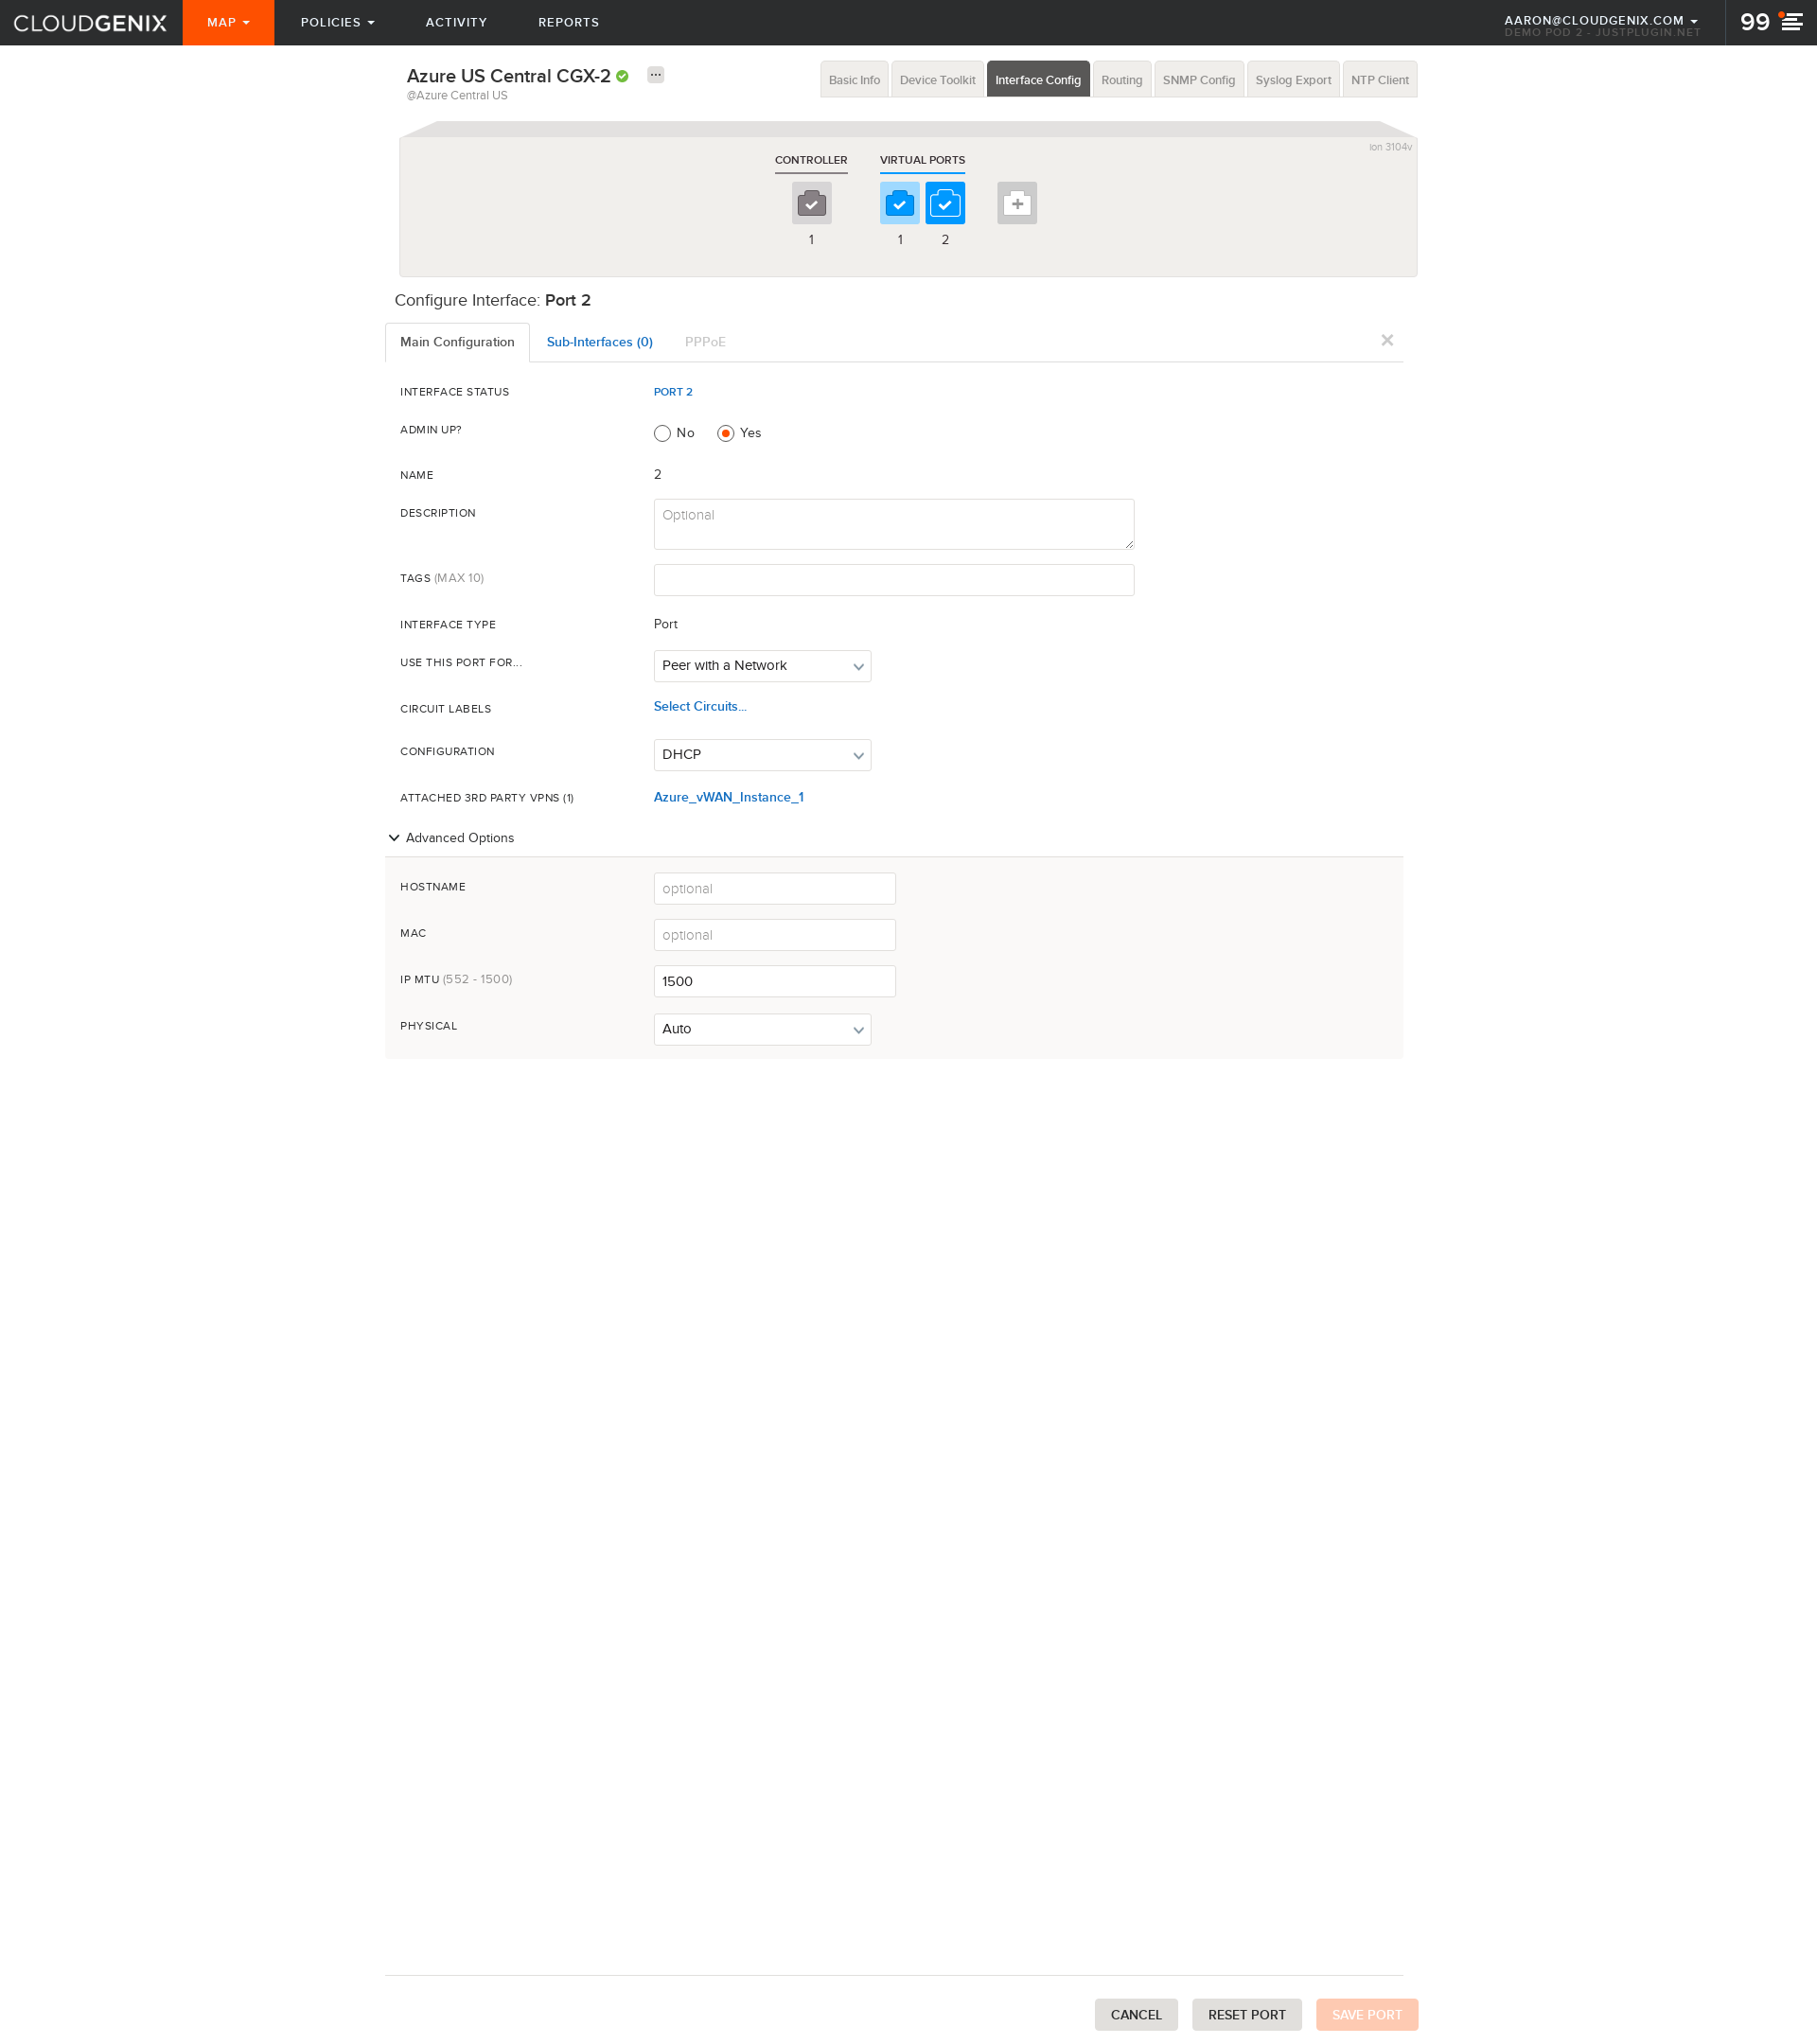 CLOUDGENIX MAP POLICIES ACTIVITY REPORTS AARON@CLOUDGENIX.COM 99
DEMO POD 2 - JUSTPLUGIN.NET
Azure US Central CGX-2 ...
@Azure Central US
Basic Info Device Toolkit Interface Config Routing SNMP Config Syslog Export NTP Client
ion 3104v
CONTROLLER VIRTUAL PORTS
1 1 2
Configure Interface: Port 2
Main Configuration Sub-Interfaces (0) PPPoE
INTERFACE STATUS PORT 2
ADMIN UP? No Yes
NAME 2
DESCRIPTION Optional
TAGS (MAX 10)
INTERFACE TYPE Port
USE THIS PORT FOR... Peer with a Network
CIRCUIT LABELS Select Circuits...
CONFIGURATION DHCP
ATTACHED 3RD PARTY VPNS (1) Azure_vWAN_Instance_1
Advanced Options
HOSTNAME optional
MAC optional
IP MTU (552 - 1500) 1500
PHYSICAL Auto
CANCEL RESET PORT SAVE PORT